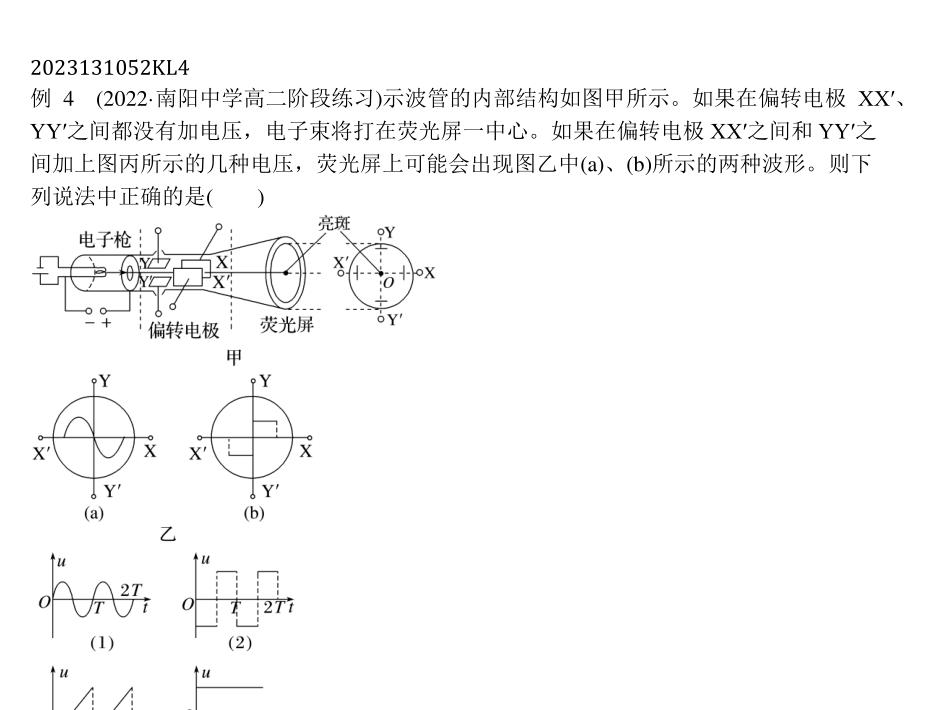 2023131052KL4
例 4 (2022·南阳中学高二阶段练习)示波管的内部结构如图甲所示。如果在偏转电极 XX′、
YY′之间都没有加电压，电子束将打在荧光屏一中心。如果在偏转电极 XX′之间和 YY′之
间加上图丙所示的几种电压，荧光屏上可能会出现图乙中(a)、(b)所示的两种波形。则下
列说法中正确的是(  )
电子枪 亮斑 Y
Y X X′ O X
Y′ X′
− + 偏转电极 荧光屏 Y′
甲
Y Y
X′ X X′ X
Y′ Y′
(a) (b)
乙
u u
O T 2T t O T 2T t
(1) (2)
u u